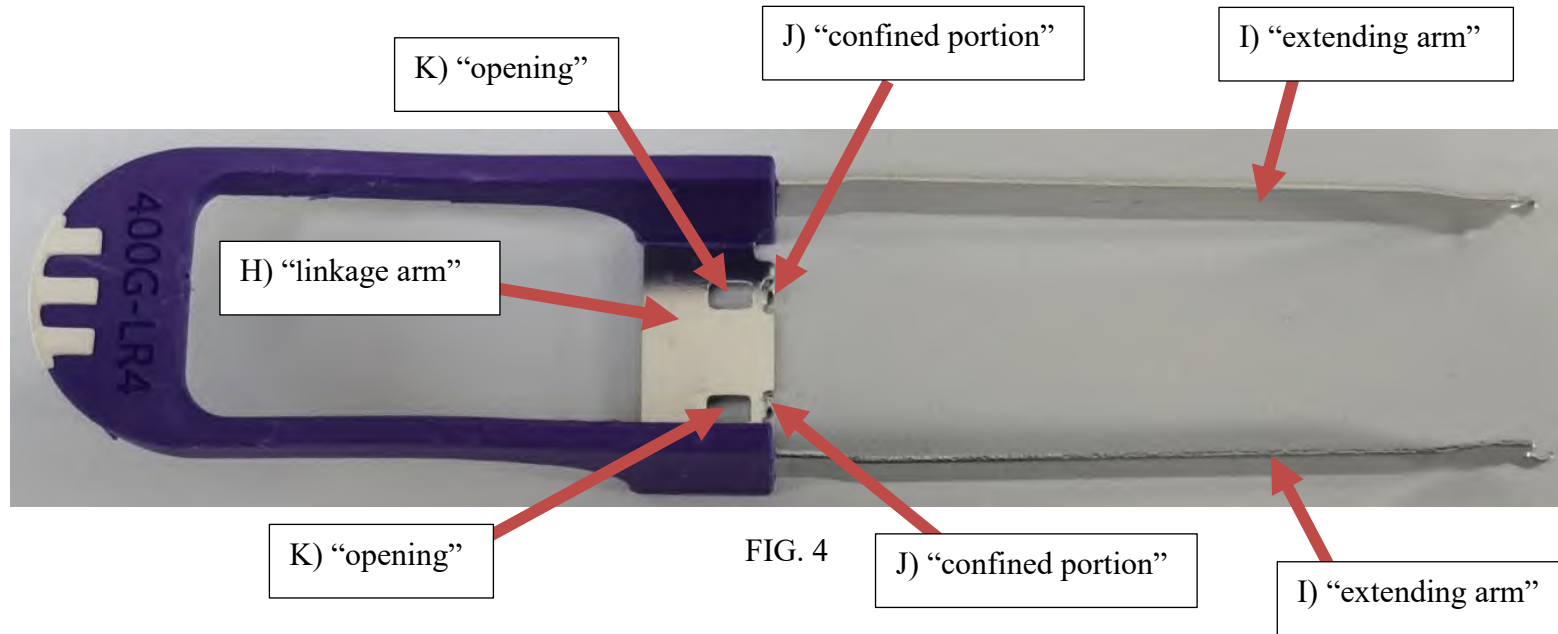 J) “confined portion”
I) “extending arm”
K) “opening”
400G-LR4
H) “linkage arm”
K) “opening”
FIG. 4
J) “confined portion”
I) “extending arm”